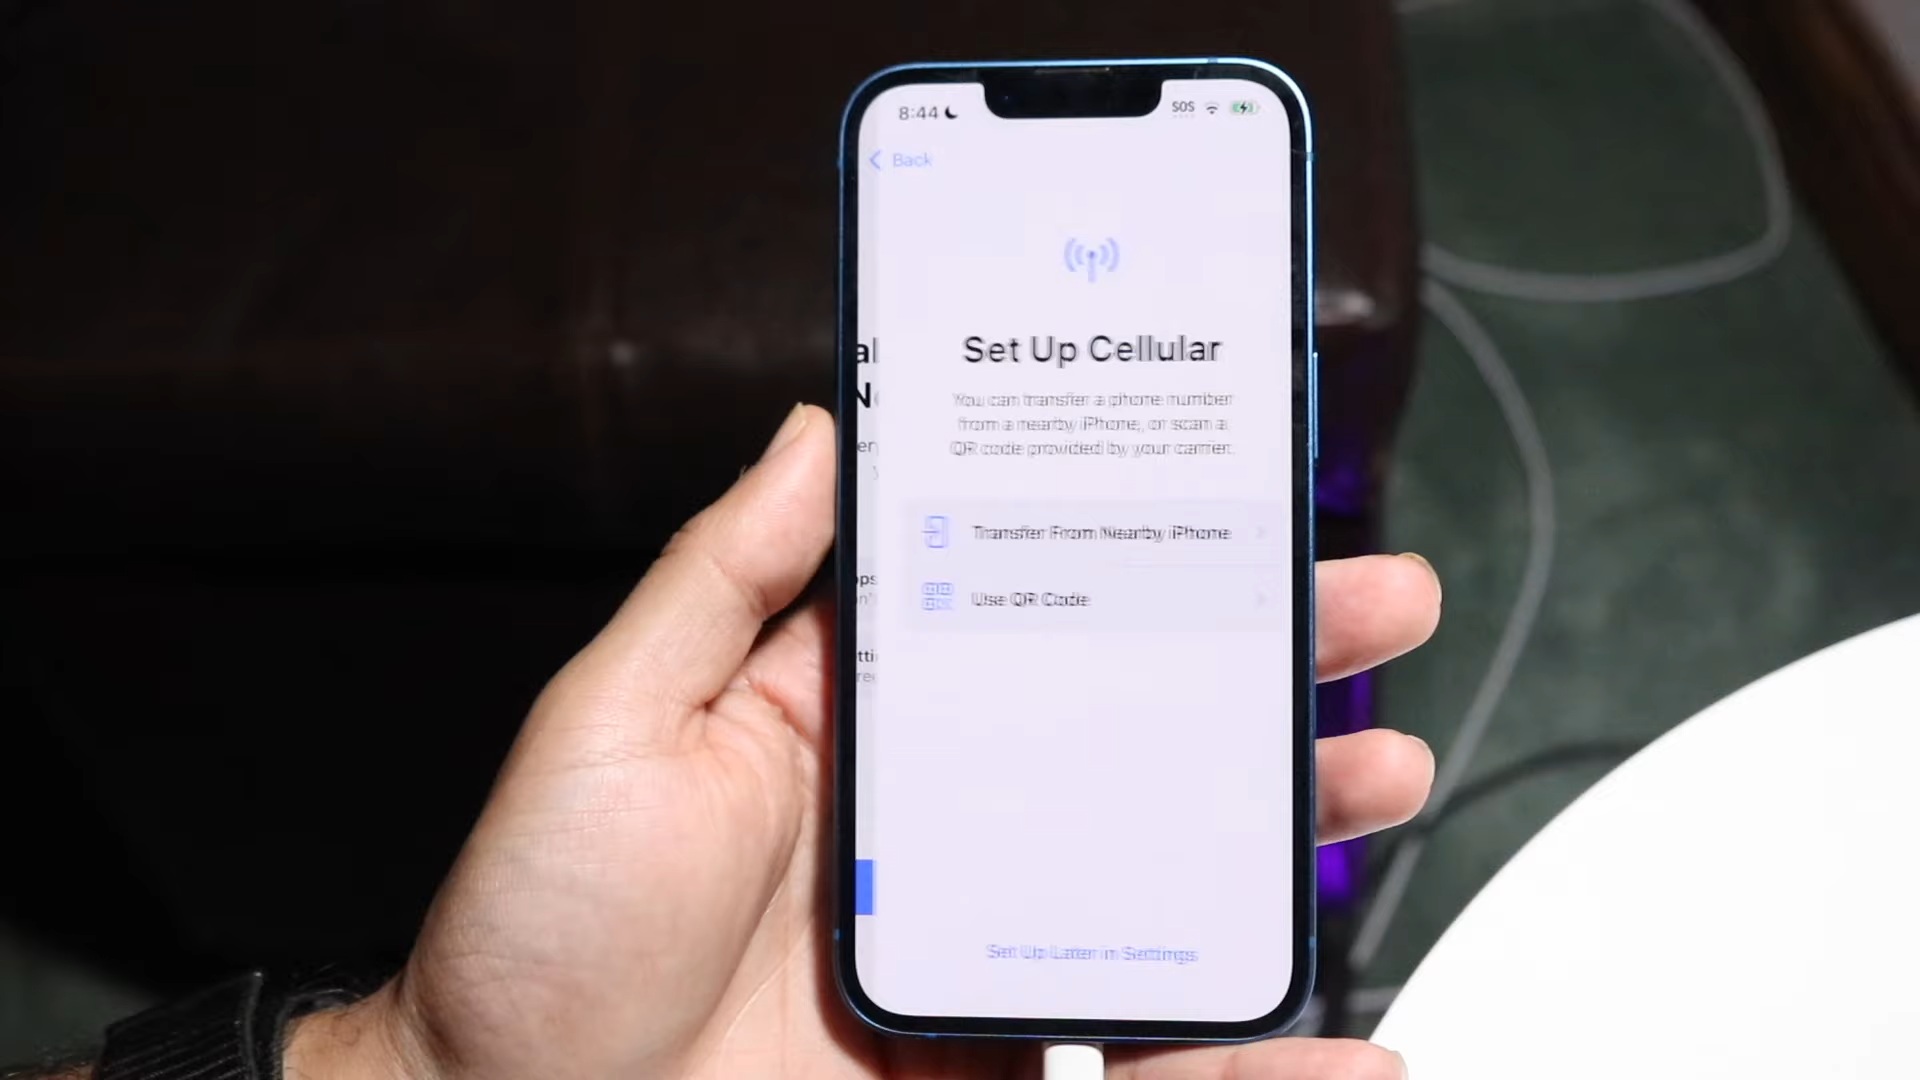 8:44
SOS
Back
al
Set Up Cellular
You can transfer a phone number
from a nearby iPhone, or scan a
QR code provided by your carrier.
Transfer From Nearby iPhone
Use QR Code
Set Up Later in Settings